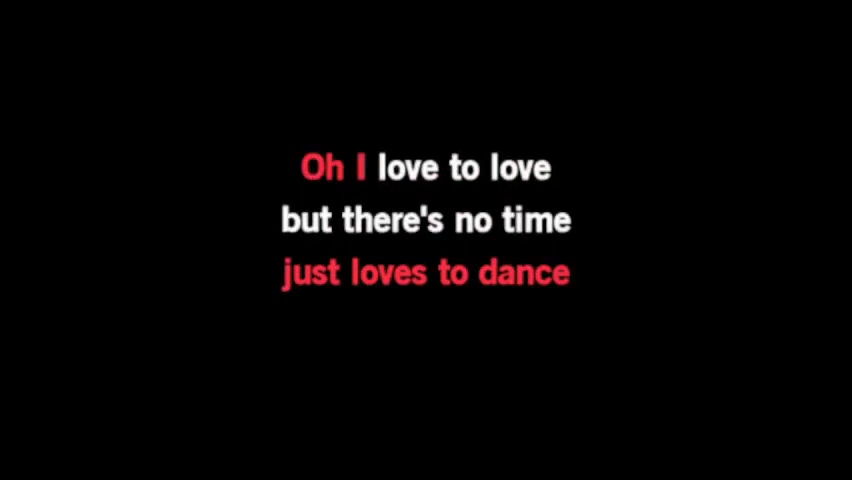 Oh I love to love
but there's no time
just loves to dance